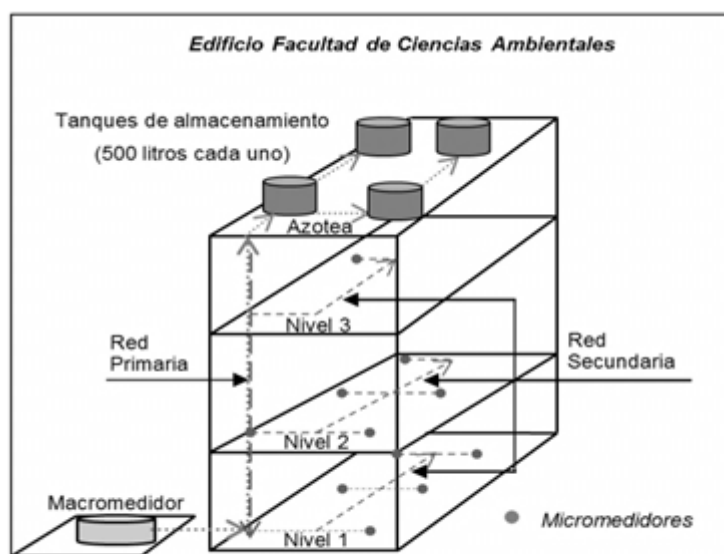 Edificio Facultad de Ciencias Ambientales
Tanques de almacenamiento
(500 litros cada uno)
Azotea
Nivel 3
Red
Primaria
Red
Secundaria
Nivel 2
Macromedidor
Nivel 1
Micromedidores